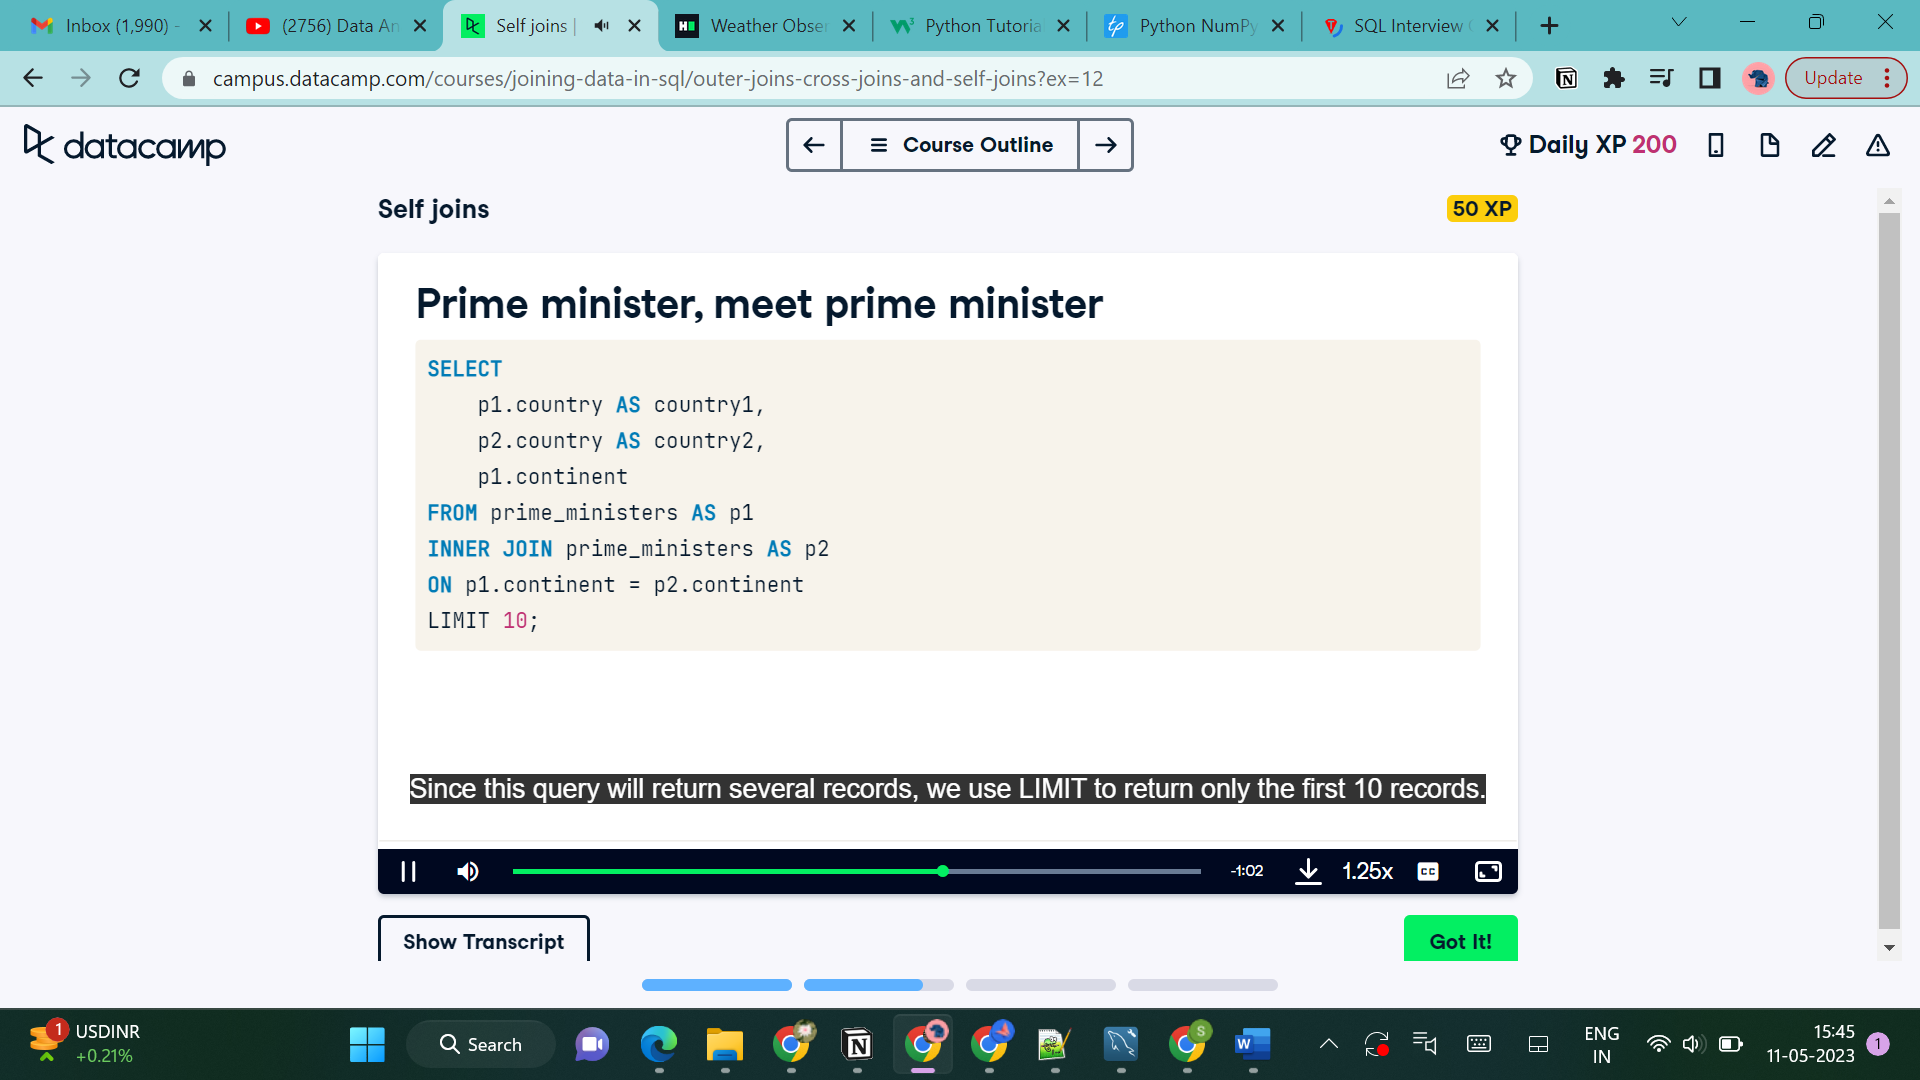 Inbox (1,990) -
(2756) Data An
Self joins |
Weather Obser
Python Tutoria
Python NumPy
SQL Interview
campus.datacamp.com/courses/joining-data-in-sql/outer-joins-cross-joins-and-self-joins?ex=12
Update
datacamp
Course Outline
Daily XP 200
Self joins
50 XP
Prime minister, meet prime minister
SELECT
p1.country AS country1,
p2.country AS country2,
p1.continent
FROM prime_ministers AS p1
INNER JOIN prime_ministers AS p2
ON p1.continent = p2.continent
LIMIT 10;
Since this query will return several records, we use LIMIT to return only the first 10 records.
-1:02
1.25x
CC
Show Transcript
Got It!
1
USDINR
+0.21%
Search
S
W
ENG
IN
15:45
11-05-2023
1